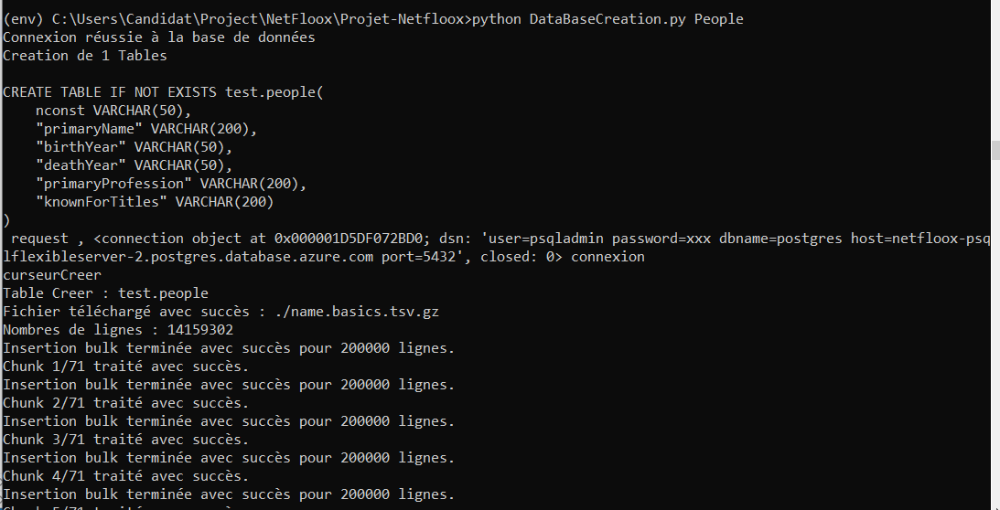 (env) C:\Users\Candidat\Project\NetFloox\Projet-Netfloox>python DataBaseCreation.py People
Connexion réussie à la base de données
Creation de 1 Tables
CREATE TABLE IF NOT EXISTS test.people(
nconst VARCHAR(50),
"primaryName" VARCHAR(200),
"birthYear" VARCHAR(50),
"deathYear" VARCHAR(50),
"primaryProfession" VARCHAR(200),
"knownForTitles" VARCHAR(200)
)
request , <connection object at 0x000001D5DF072BD0; dsn: 'user=psqladmin password=xxx dbname=postgres host=netfloox-psq
lflexibleserver-2.postgres.database.azure.com port=5432', closed: 0> connexion
curseurCreer
Table Creer : test.people
Fichier téléchargé avec succès : ./name.basics.tsv.gz
Nombres de lignes : 14159302
Insertion bulk terminée avec succès pour 200000 lignes.
Chunk 1/71 traité avec succès.
Insertion bulk terminée avec succès pour 200000 lignes.
Chunk 2/71 traité avec succès.
Insertion bulk terminée avec succès pour 200000 lignes.
Chunk 3/71 traité avec succès.
Insertion bulk terminée avec succès pour 200000 lignes.
Chunk 4/71 traité avec succès.
Insertion bulk terminée avec succès pour 200000 lignes.